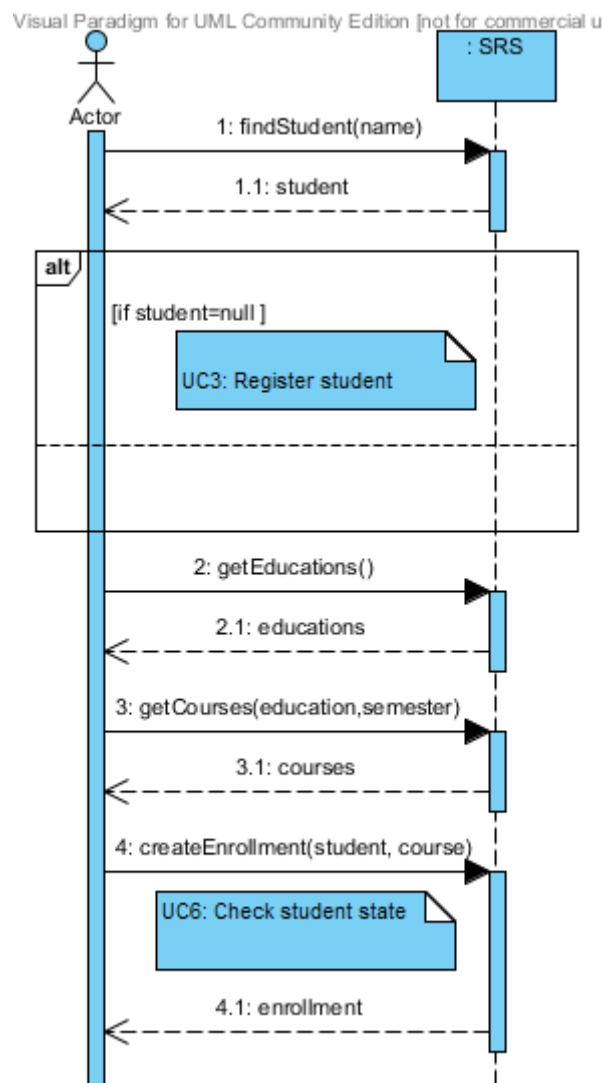 Visual Paradigm for UML Community Edition [not for commercial u
: SRS
Actor
1: findStudent(name)
1.1: student
alt
[if student=null ]
UC3: Register student
2: getEducations()
2.1: educations
3: getCourses(education,semester)
3.1: courses
4: createEnrollment(student, course)
UC6: Check student state
4.1: enrollment